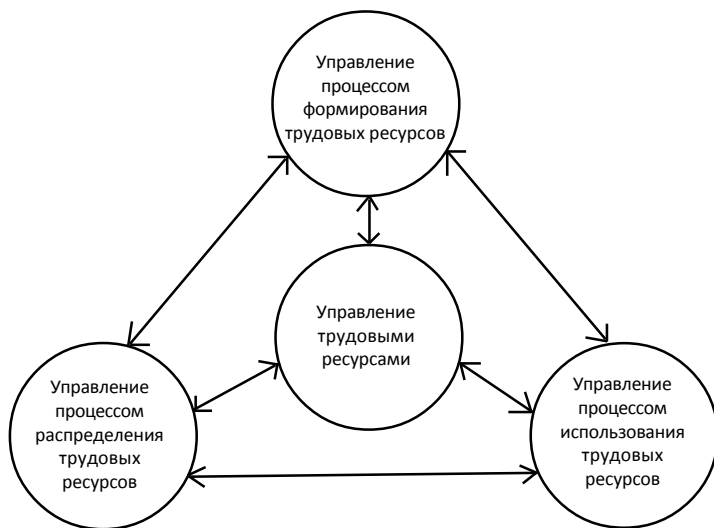 Управление
процессом
формирования
трудовых ресурсов
Управление
трудовыми
ресурсами
Управление
процессом
распределения
трудовых
ресурсов
Управление
процессом
использования
трудовых
ресурсов